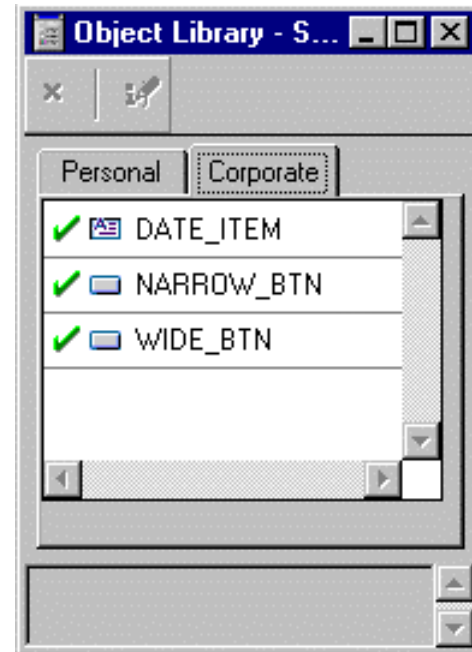 Object Library - S...
Personal Corporate
DATE_ITEM
NARROW_BTN
WIDE_BTN